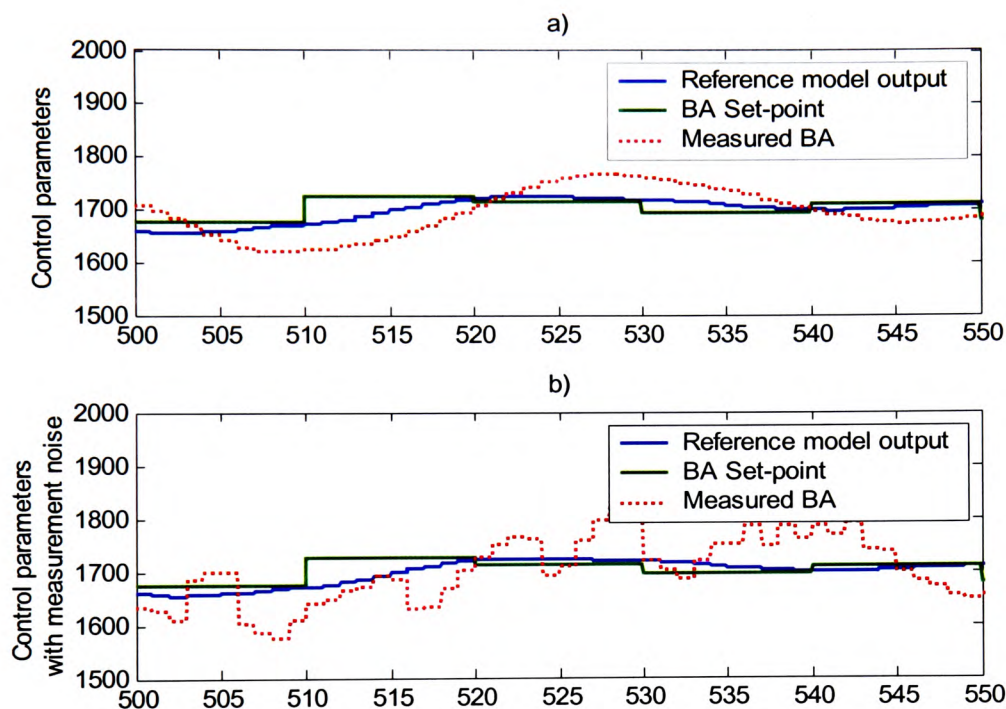 a)
2000
1900
1800
1700
1600
1500
Control parameters
Reference model output
BA Set-point
Measured BA
500 505 510 515 520 525 530 535 540 545 550
b)
2000
1900
1800
1700
1600
1500
Control parameters
with measurement noise
Reference model output
BA Set-point
Measured BA
500 505 510 515 520 525 530 535 540 545 550